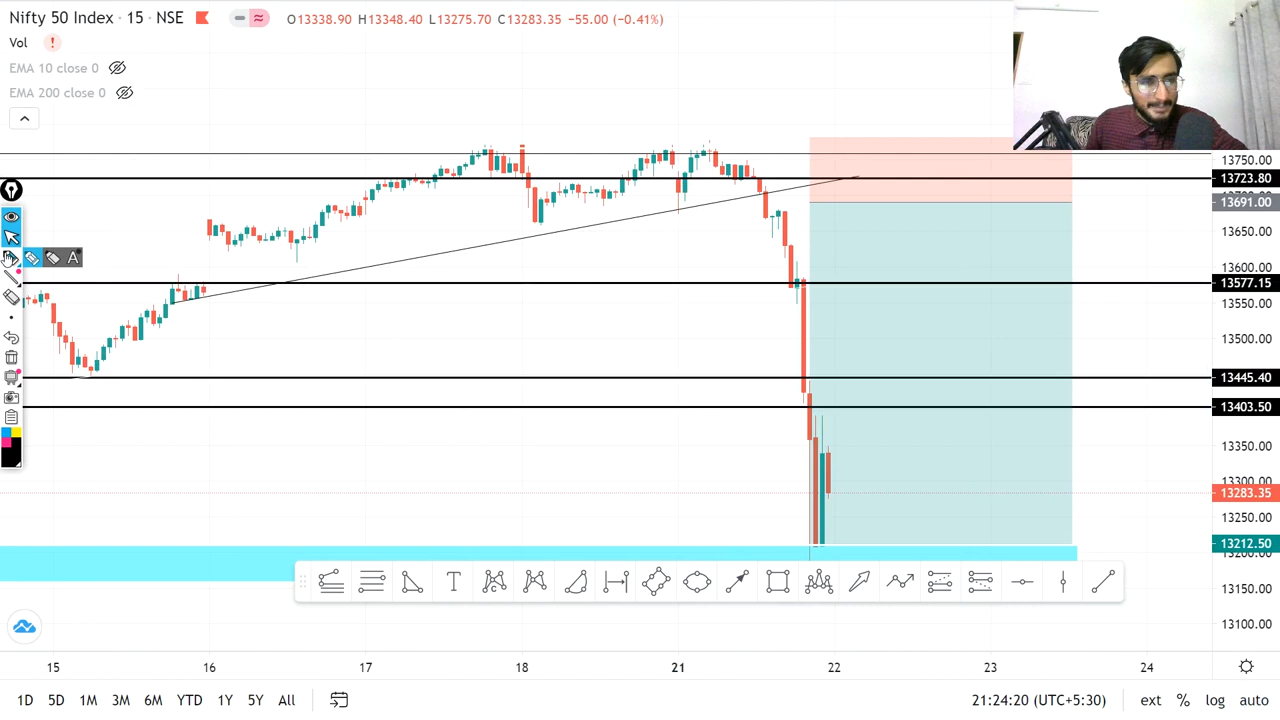 Nifty 50 Index · 15 · NSE O13338.90 H13348.40 L13275.70 C13283.35 −55.00 (−0.41%)
Vol !
EMA 10 close 0
EMA 200 close 0
A
13750.00
13723.80
13691.00
13650.00
13600.00
13577.15
13550.00
13500.00
13445.40
13403.50
13350.00
13300.00
13283.35
13250.00
13212.50
13200.00
13150.00
13100.00
15 16 17 18 21 22 23 24
1D 5D 1M 3M 6M YTD 1Y 5Y All 21:24:20 (UTC+5:30) ext % log auto